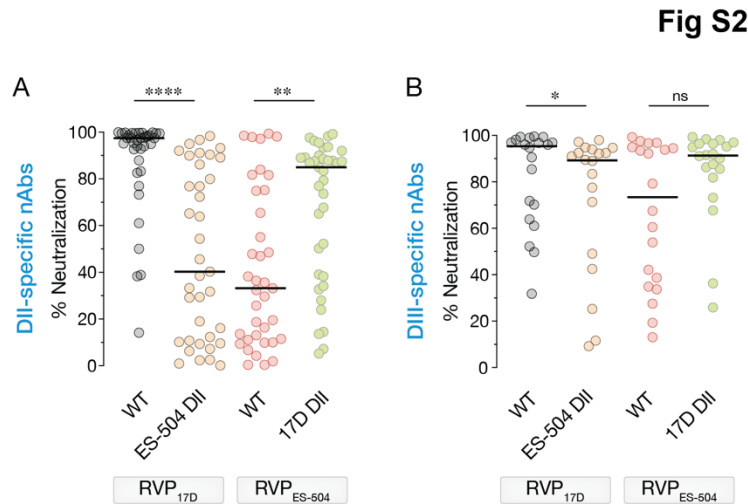 Fig S2
A
**** **
DII-specific nAbs
% Neutralization
100
80
60
40
20
0
WT
ES-504 DII
WT
17D DII
RVP17D
RVPES-504
B
* ns
DIII-specific nAbs
% Neutralization
100
80
60
40
20
0
WT
ES-504 DII
WT
17D DII
RVP17D
RVPES-504